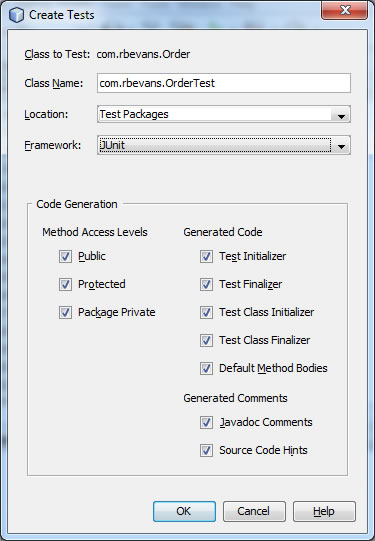 Create Tests
Class to Test: com.rbevans.Order
Class Name: com.rbevans.OrderTest
Location: Test Packages
Framework: JUnit
Code Generation
Method Access Levels Generated Code
Public Test Initializer
Protected Test Finalizer
Package Private Test Class Initializer
Test Class Finalizer
Default Method Bodies
Generated Comments
Javadoc Comments
Source Code Hints
OK Cancel Help